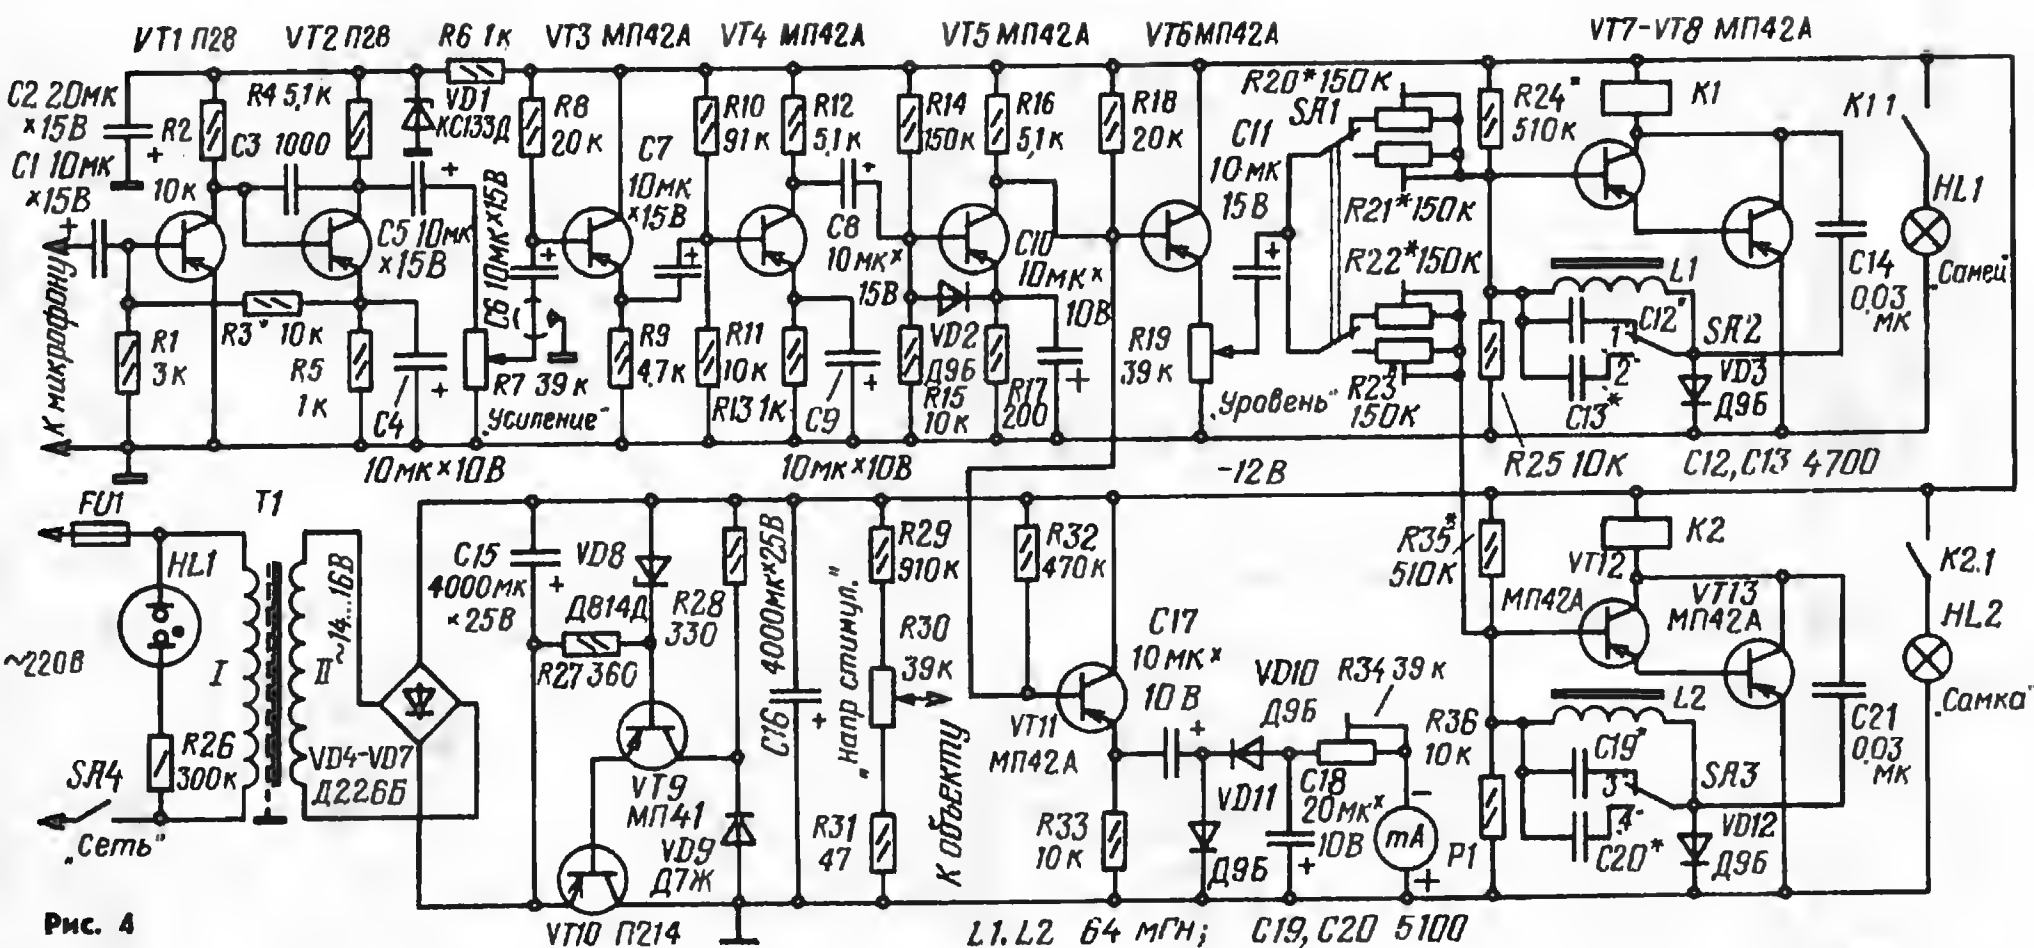 VT1 П28
VT2 П28
R6 1к
VT3 МП42А
VT4 МП42А
VT5 МП42А
VT6 МП42А
VT7-VT8 МП42А
C2 20мк
×15В
C1 10мк
×15В
R2
10к
R4 5,1к
C3 1000
VD1
КС133Д
R8
20к
C7
10мк
×15В
R10
91к
R12
5,1к
R14
150к
R16
5,1к
R18
20к
R20* 150к
SA1
C11
10мк
15В
R21* 150к
R22* 150к
R23*
150к
R24*
510к
K1
K1.1
HL1
„Самец"
К микрофону
R1
3к
R3* 10к
R5
1к
C4
10мк×10В
C5 10мк
×15В
R7 39к
„Усиление"
C6 10мк×15В
R9
4,7к
R11
10к
R13 1к
C9
10мк×10В
C8
10мк×
15В
VD2
Д9Б
R15
10к
C10
10мк×
10В
R17
200
R19
39к
„Уровень"
-12В
L1
C12*
1
2
C13*
SA2
VD3
Д9Б
C14
0,03
мк
R25 10К
C12, C13 4700
FU1
T1
HL1
~220В
I
II ~14...16В
R26
300к
SA4
„Сеть"
VD4-VD7
Д226Б
C15
4000мк
×25В
VD8
Д814Д
R27 360
R28
330
VT9
МП41
VD9
Д7Ж
VT10 П214
C16
4000мк×25В
„Напр стимул."
R29
910к
R30
39к
R31
47
К объекту
R32
470к
VT11
МП42А
R33
10к
C17
10мк×
10В
VD10
Д9Б
VD11
Д9Б
R34 39к
C18
20мк×
10В
-
mA
+
P1
R35*
510к
R36
10к
VT12
МП42А
VT13
МП42А
K2
K2.1
HL2
„Самка"
L2
C19*
3
4
C20*
SA3
VD12
Д9Б
C21
0,03
мк
L1. L2 64 мГн; C19, C20 5100
Рис. 4